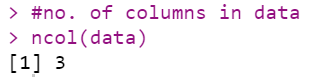 > #no. of columns in data
> ncol(data)
[1] 3